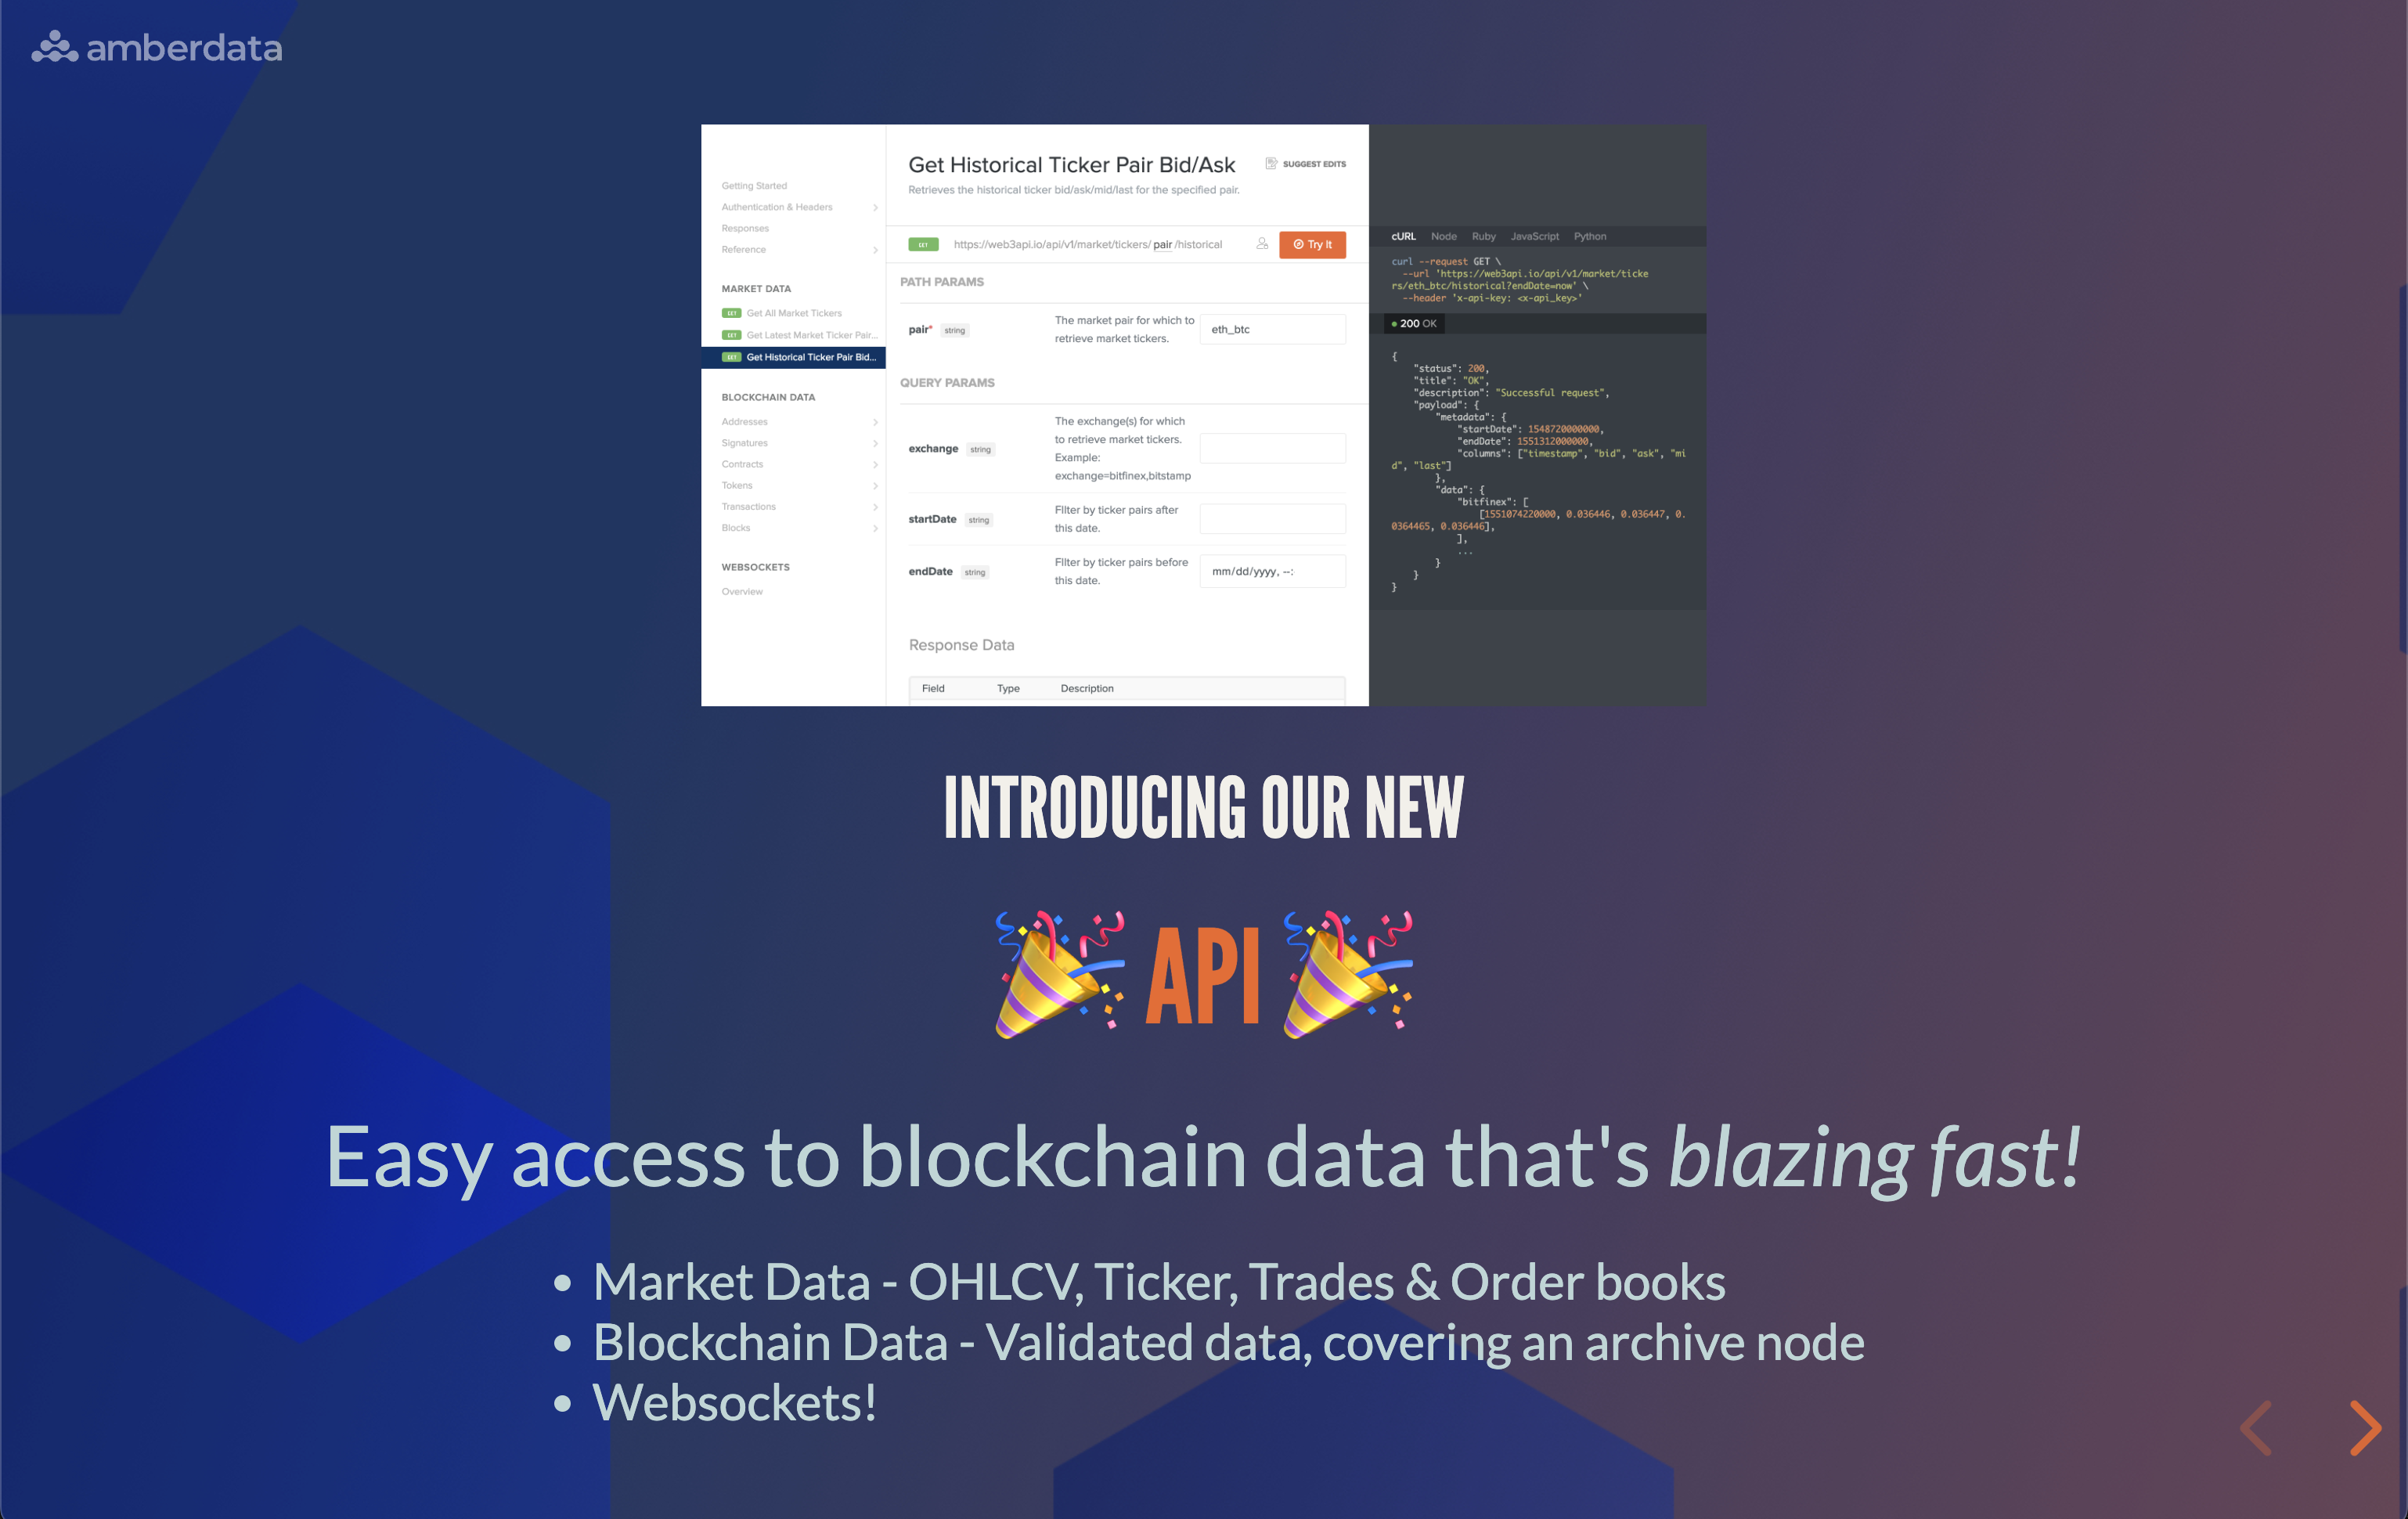 amberdata
Getting Started
Authentication & Headers
Responses
Reference
MARKET DATA
GET Get All Market Tickers
GET Get Latest Market Ticker Pair...
GET Get Historical Ticker Pair Bid...
BLOCKCHAIN DATA
Addresses
Signatures
Contracts
Tokens
Transactions
Blocks
WEBSOCKETS
Overview
Get Historical Ticker Pair Bid/Ask
SUGGEST EDITS
Retrieves the historical ticker bid/ask/mid/last for the specified pair.
GET https://web3api.io/api/v1/market/tickers/ pair /historical
Try It
PATH PARAMS
pair* string
The market pair for which to
retrieve market tickers.
eth_btc
QUERY PARAMS
exchange string
The exchange(s) for which
to retrieve market tickers.
Example:
exchange=bitfinex,bitstamp
startDate string
FIlter by ticker pairs after
this date.
endDate string
FIlter by ticker pairs before
this date.
mm/dd/yyyy, --:
Response Data
Field Type Description
cURL Node Ruby JavaScript Python
curl --request GET \
--url 'https://web3api.io/api/v1/market/ticke
rs/eth_btc/historical?endDate=now' \
--header 'x-api-key: <x-api_key>'
200 OK
{
"status": 200,
"title": "OK",
"description": "Successful request",
"payload": {
"metadata": {
"startDate": 1548720000000,
"endDate": 1551312000000,
"columns": ["timestamp", "bid", "ask", "mi
d", "last"]
},
"data": {
"bitfinex": [
[1551074220000, 0.036446, 0.036447, 0.
0364465, 0.036446],
],
...
}
}
}
INTRODUCING OUR NEW
🎉 API 🎉
Easy access to blockchain data that's blazing fast!
• Market Data - OHLCV, Ticker, Trades & Order books
• Blockchain Data - Validated data, covering an archive node
• Websockets!